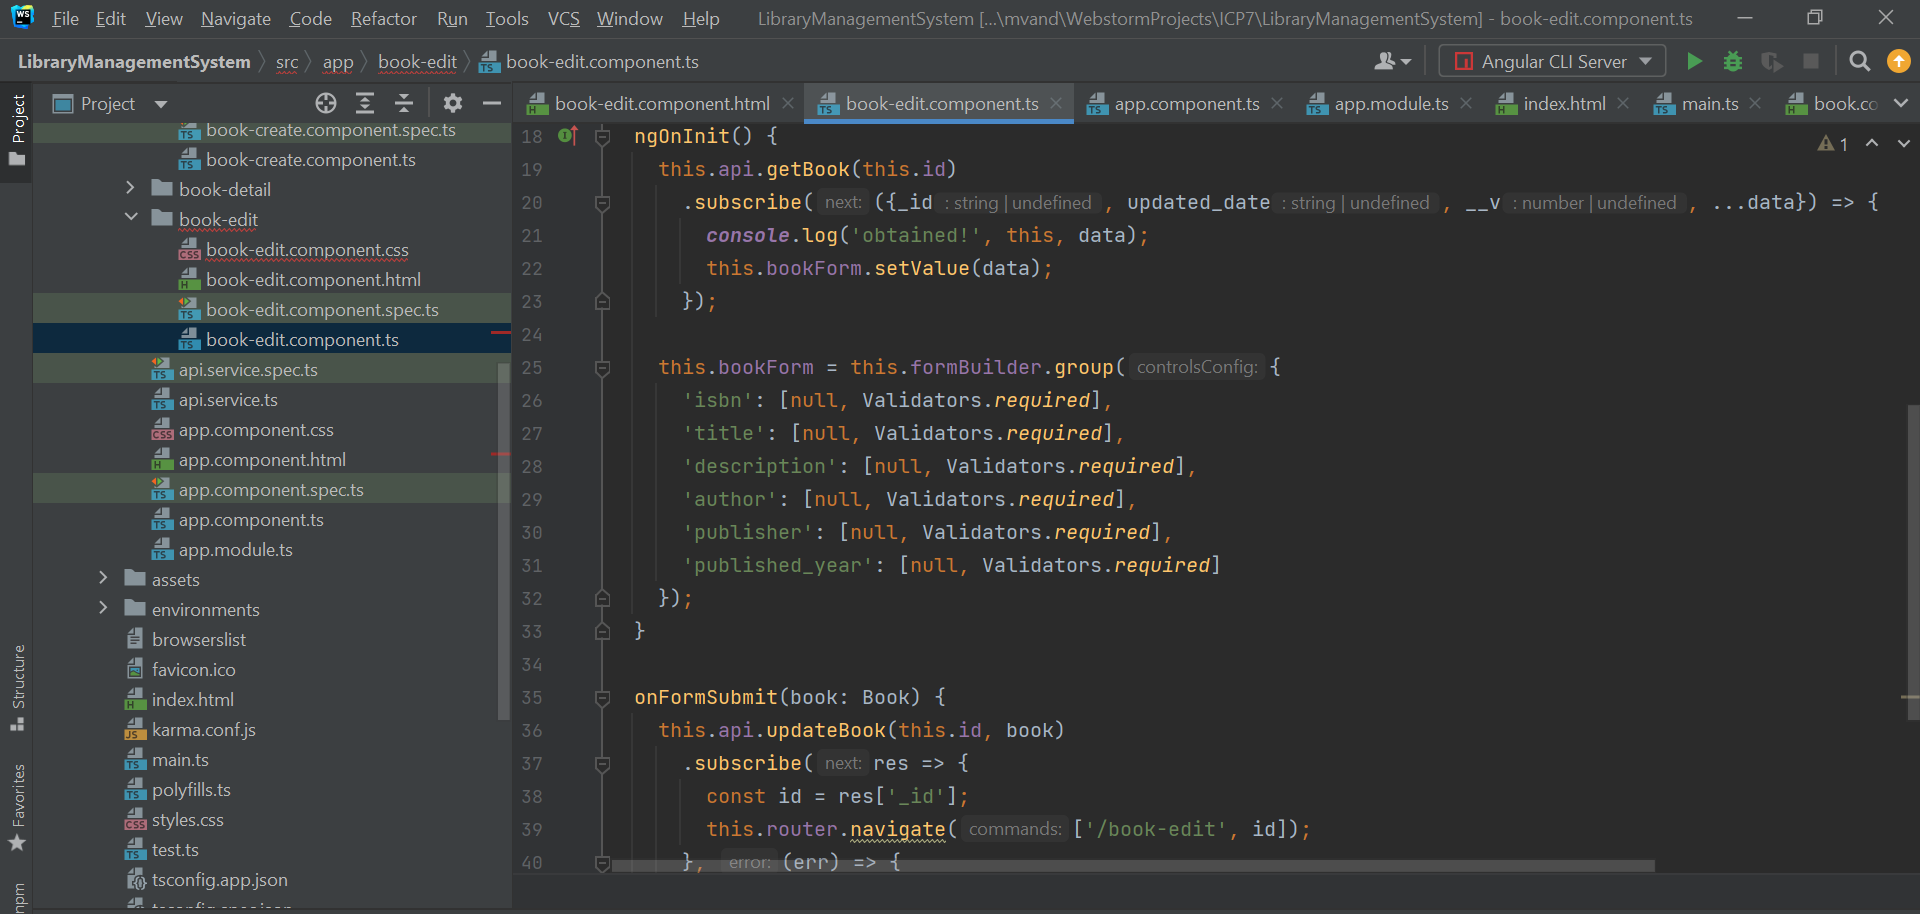 WS File Edit View Navigate Code Refactor Run Tools VCS Window Help LibraryManagementSystem [...\mvand\WebstormProjects\ICP7\LibraryManagementSystem] - book-edit.component.ts
LibraryManagementSystem src app book-edit book-edit.component.ts Angular CLI Server
Project
Project
book-edit.component.html book-edit.component.ts app.component.ts app.module.ts index.html main.ts book.co
book-create.component.spec.ts
book-create.component.ts
book-detail
book-edit
book-edit.component.css
book-edit.component.html
book-edit.component.spec.ts
book-edit.component.ts
api.service.spec.ts
api.service.ts
app.component.css
app.component.html
app.component.spec.ts
app.component.ts
app.module.ts
assets
environments
browserslist
favicon.ico
index.html
karma.conf.js
main.ts
polyfills.ts
styles.css
test.ts
tsconfig.app.json
Structure
Favorites
npm
1
18 ngOnInit() {
19 this.api.getBook(this.id)
20 .subscribe( next: ({_id : string | undefined , updated_date : string | undefined , __v : number | undefined , ...data}) => {
21 console.log('obtained!', this, data);
22 this.bookForm.setValue(data);
23 });
24
25 this.bookForm = this.formBuilder.group( controlsConfig: {
26 'isbn': [null, Validators.required],
27 'title': [null, Validators.required],
28 'description': [null, Validators.required],
29 'author': [null, Validators.required],
30 'publisher': [null, Validators.required],
31 'published_year': [null, Validators.required]
32 });
33 }
34
35 onFormSubmit(book: Book) {
36 this.api.updateBook(this.id, book)
37 .subscribe( next: res => {
38 const id = res['_id'];
39 this.router.navigate( commands: ['/book-edit', id]);
40 }, error: (err) => {